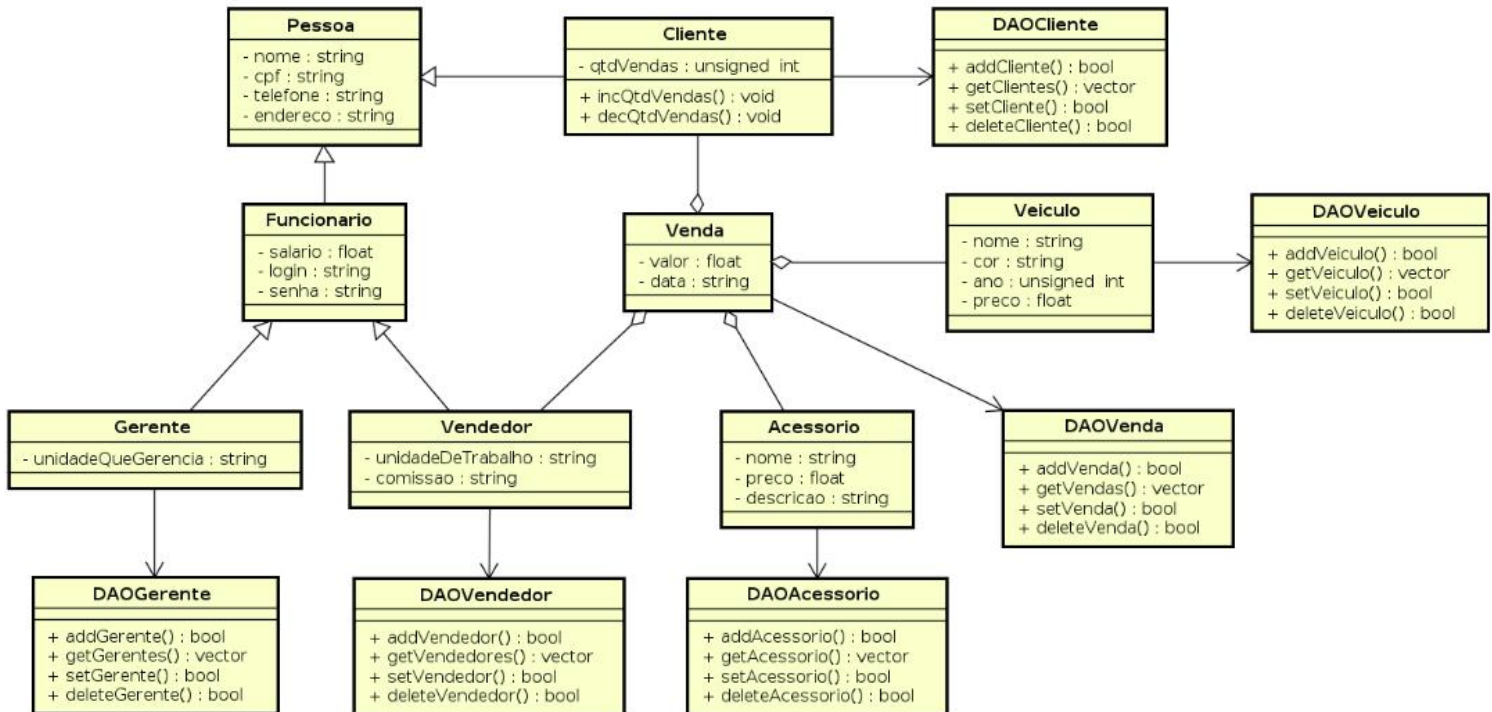 Pessoa
- nome : string
- cpf : string
- telefone : string
- endereco : string
Cliente
- qtdVendas : unsigned int
+ incQtdVendas() : void
+ decQtdVendas() : void
DAOCliente
+ addCliente() : bool
+ getClientes() : vector
+ setCliente() : bool
+ deleteCliente() : bool
Funcionario
- salario : float
- login : string
- senha : string
Venda
- valor : float
- data : string
Veiculo
- nome : string
- cor : string
- ano : unsigned int
- preco : float
DAOVeiculo
+ addVeiculo() : bool
+ getVeiculo() : vector
+ setVeiculo() : bool
+ deleteVeiculo() : bool
Gerente
- unidadeQueGerencia : string
Vendedor
- unidadeDeTrabalho : string
- comissao : string
Acessorio
- nome : string
- preco : float
- descricao : string
DAOVenda
+ addVenda() : bool
+ getVendas() : vector
+ setVenda() : bool
+ deleteVenda() : bool
DAOGerente
+ addGerente() : bool
+ getGerentes() : vector
+ setGerente() : bool
+ deleteGerente() : bool
DAOVendedor
+ addVendedor() : bool
+ getVendedores() : vector
+ setVendedor() : bool
+ deleteVendedor() : bool
DAOAcessorio
+ addAcessorio() : bool
+ getAcessorio() : vector
+ setAcessorio() : bool
+ deleteAcessorio() : bool